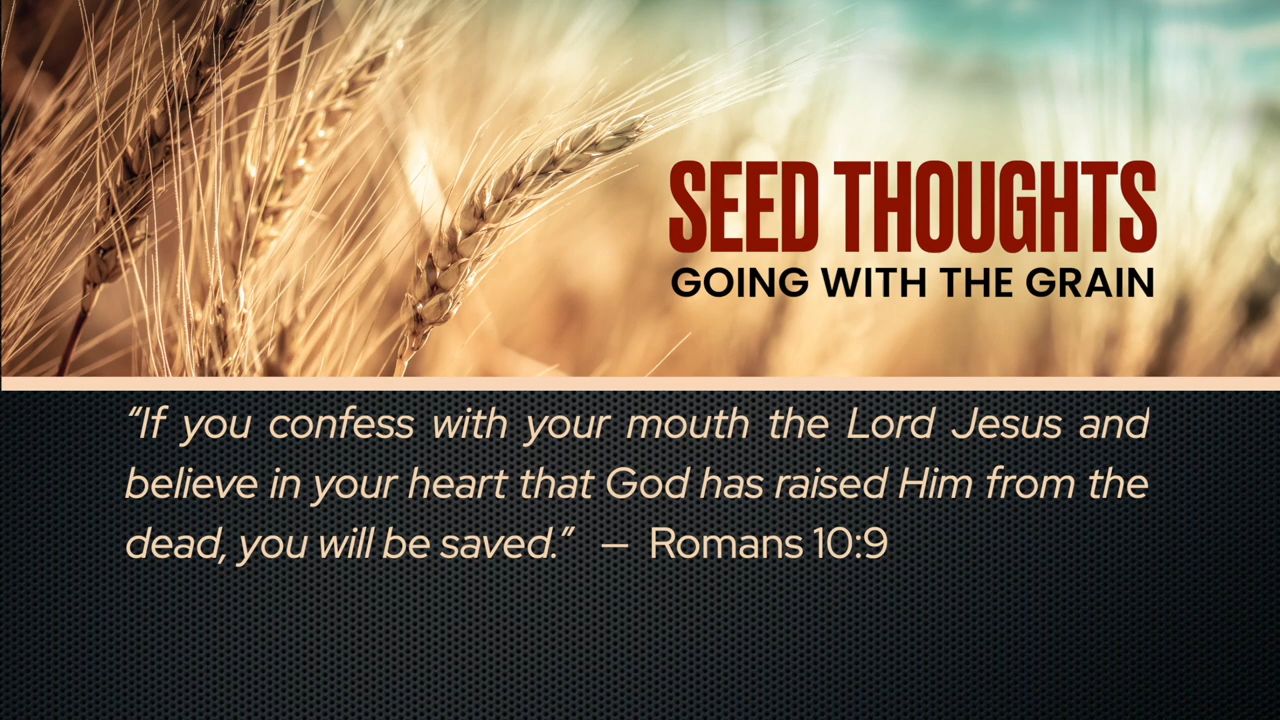 SEED THOUGHTS
GOING WITH THE GRAIN
“If you confess with your mouth the Lord Jesus and
believe in your heart that God has raised Him from the
dead, you will be saved.” – Romans 10:9